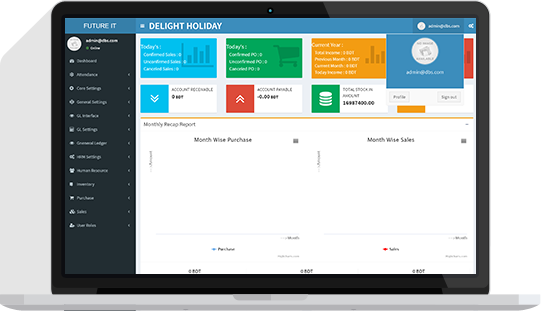 FUTURE IT
DELIGHT HOLIDAY
admin@dbs.com
admin@dbs.com
Online
Dashboard
Attendance
Core Settings
General Settings
GL Interface
GL Settings
Greneral Ledger
HRM Settings
Human Resource
Inventory
Purchase
Sales
User Roles
Today's :
Confirmed Sales : 0
Unconfirmed Sales : 0
Canceled Sales : 0
Today's :
Confirmed PO : 0
Unconfirmed PO : 0
Canceled PO : 0
Current Year :
Total Income : 0 BDT
Previous Month : 0 BDT
Current Month : 0 BDT
Today Income : 0 BDT
admin@dbs.com
Profile
Sign out
ACCOUNT RECEIVABLE
0 BDT
ACCOUNT PAYABLE
-0.00 BDT
TOTAL STOCK IN AMOUNT
16987400.00
Monthly Recap Report
Month Wise Purchase
Month Wise Sales
Purchase
Sales
0 BDT
0 BDT
0 BDT